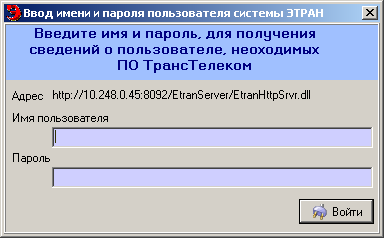 Ввод имени и пароля пользователя системы ЭТРАН
Введите имя и пароль, для получения
сведений о пользователе, неоходимых
ПО ТрансТелеком
Адрес http://10.248.0.45:8092/EtranServer/EtranHttpSrvr.dll
Имя пользователя
Пароль
Войти